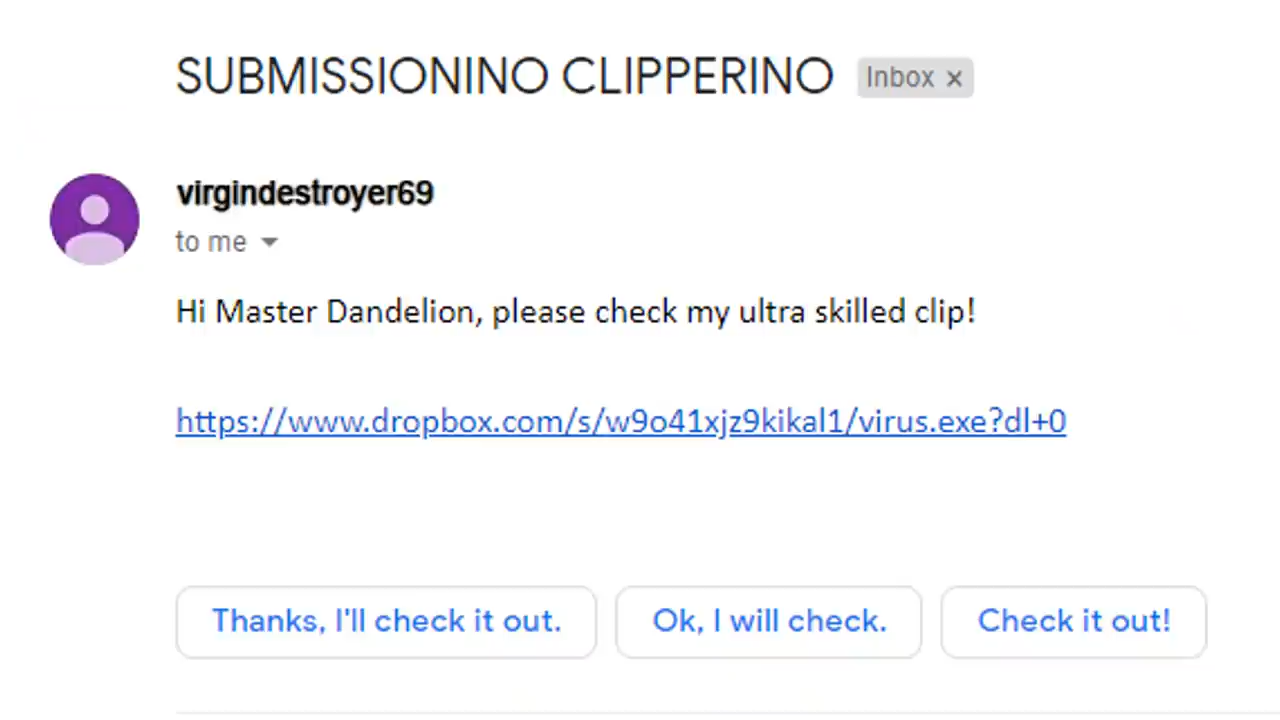 SUBMISSIONINO CLIPPERINO Inbox ×
virgindestroyer69
to me
Hi Master Dandelion, please check my ultra skilled clip!
https://www.dropbox.com/s/w9o41xjz9kikal1/virus.exe?dl+0
Thanks, I'll check it out. Ok, I will check. Check it out!